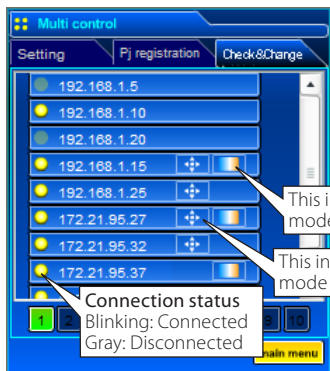 Multi control
Setting Pj registration Check&Change
192.168.1.5
192.168.1.10
192.168.1.20
192.168.1.15
192.168.1.25
172.21.95.27
172.21.95.32
172.21.95.37
This i
mode
This in
mode
Connection status
Blinking: Connected
Gray: Disconnected
1 2 9 10
main menu